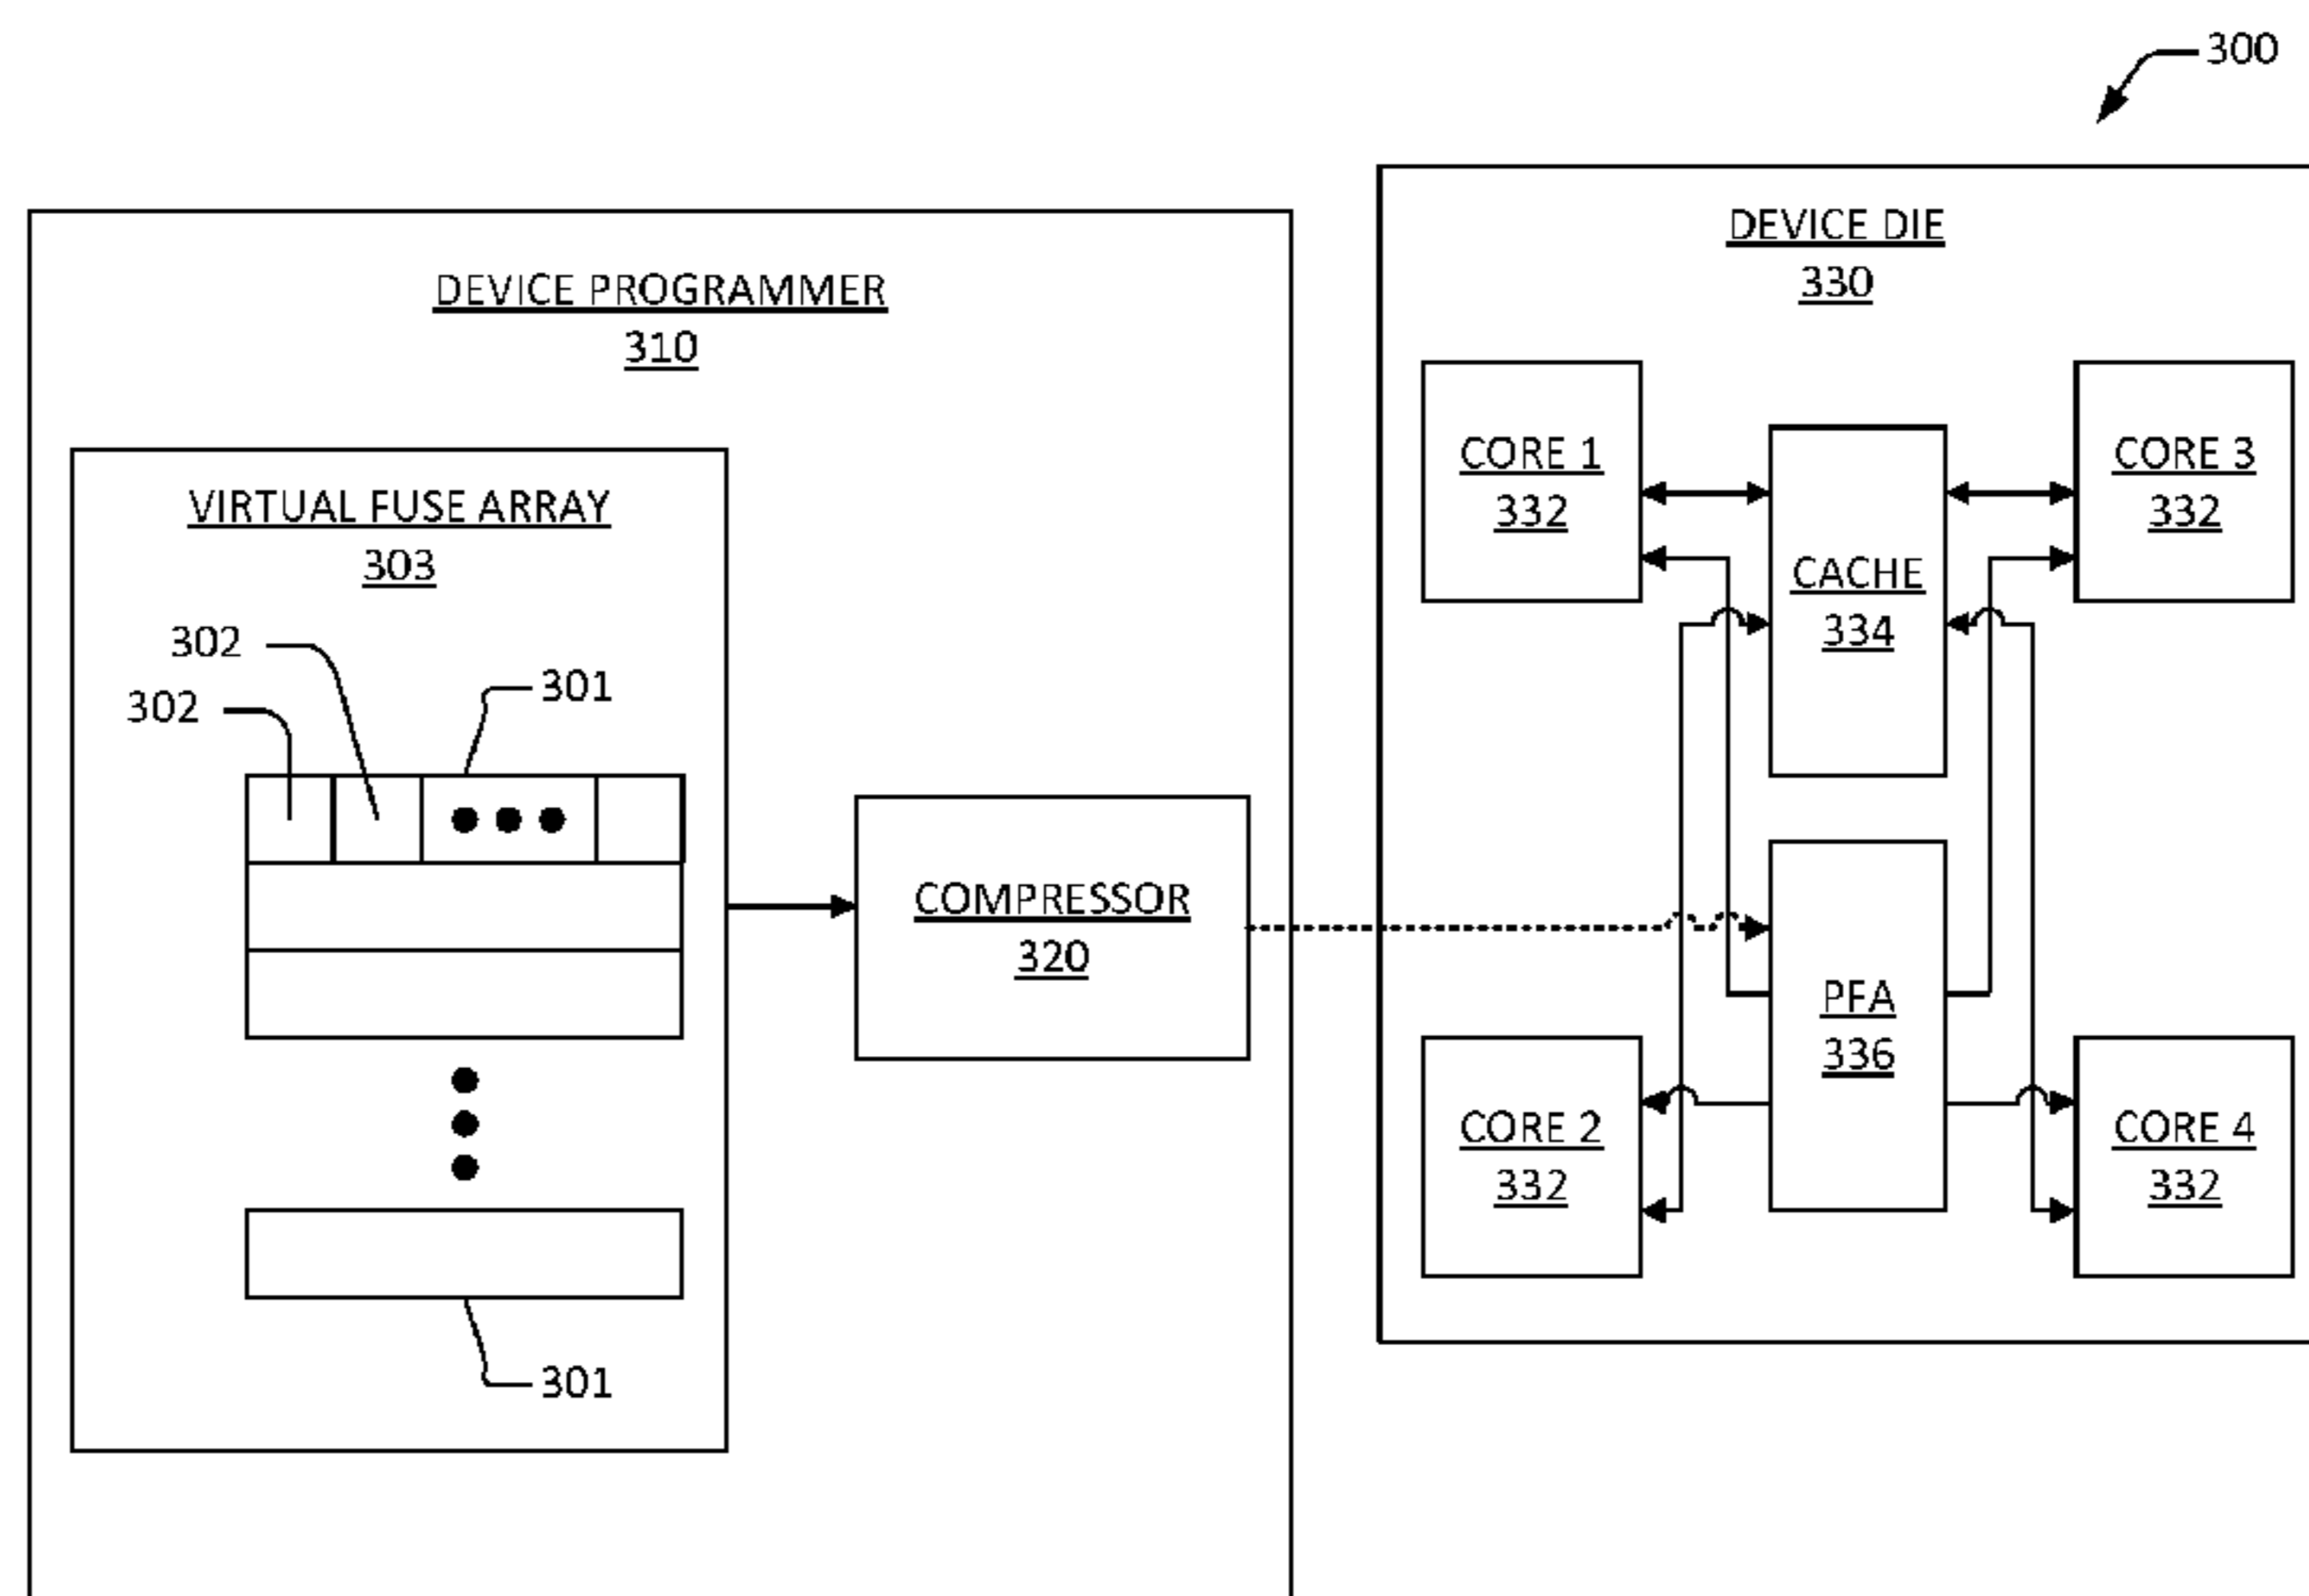 300
DEVICE PROGRAMMER
310
VIRTUAL FUSE ARRAY
303
302
302
301
301
COMPRESSOR
320
DEVICE DIE
330
CORE 1
332
CACHE
334
CORE 3
332
PFA
336
CORE 2
332
CORE 4
332